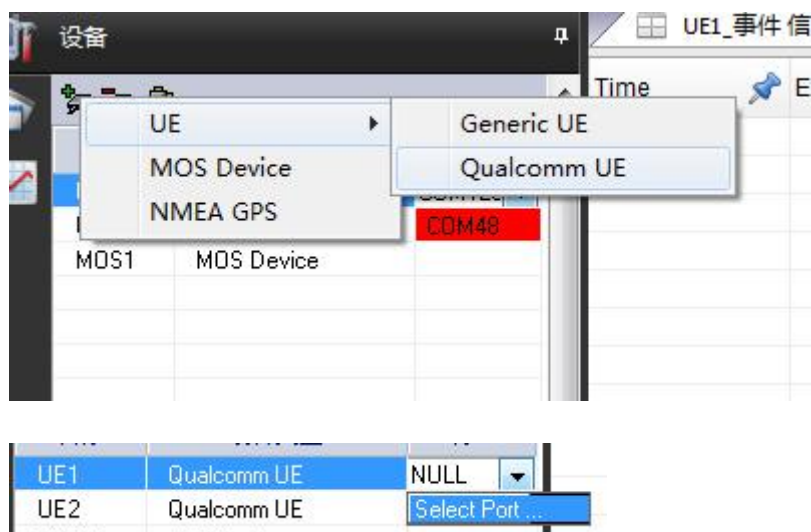 设备
UE1_事件 信
Time E
UE
Generic UE
MOS Device
Qualcomm UE
NMEA GPS
COM48
MOS1 MOS Device
UE1 Qualcomm UE NULL
UE2 Qualcomm UE Select Port ...